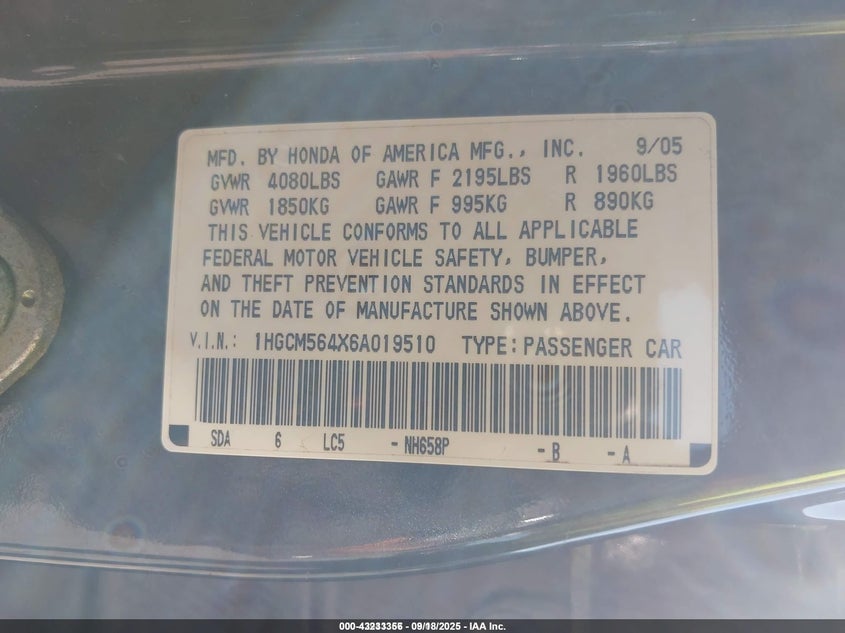 MFD. BY HONDA OF AMERICA MFG., INC. 9/05
GVWR 4080LBS GAWR F 2195LBS R 1960LBS
GVWR 1850KG GAWR F 995KG R 890KG
THIS VEHICLE CONFORMS TO ALL APPLICABLE
FEDERAL MOTOR VEHICLE SAFETY, BUMPER,
AND THEFT PREVENTION STANDARDS IN EFFECT
ON THE DATE OF MANUFACTURE SHOWN ABOVE.
V.I.N.: 1HGCM564X6A019510 TYPE: PASSENGER CAR
SDA 6 LC5 - NH658P - B - A
09/18/2025 - IAA Inc.